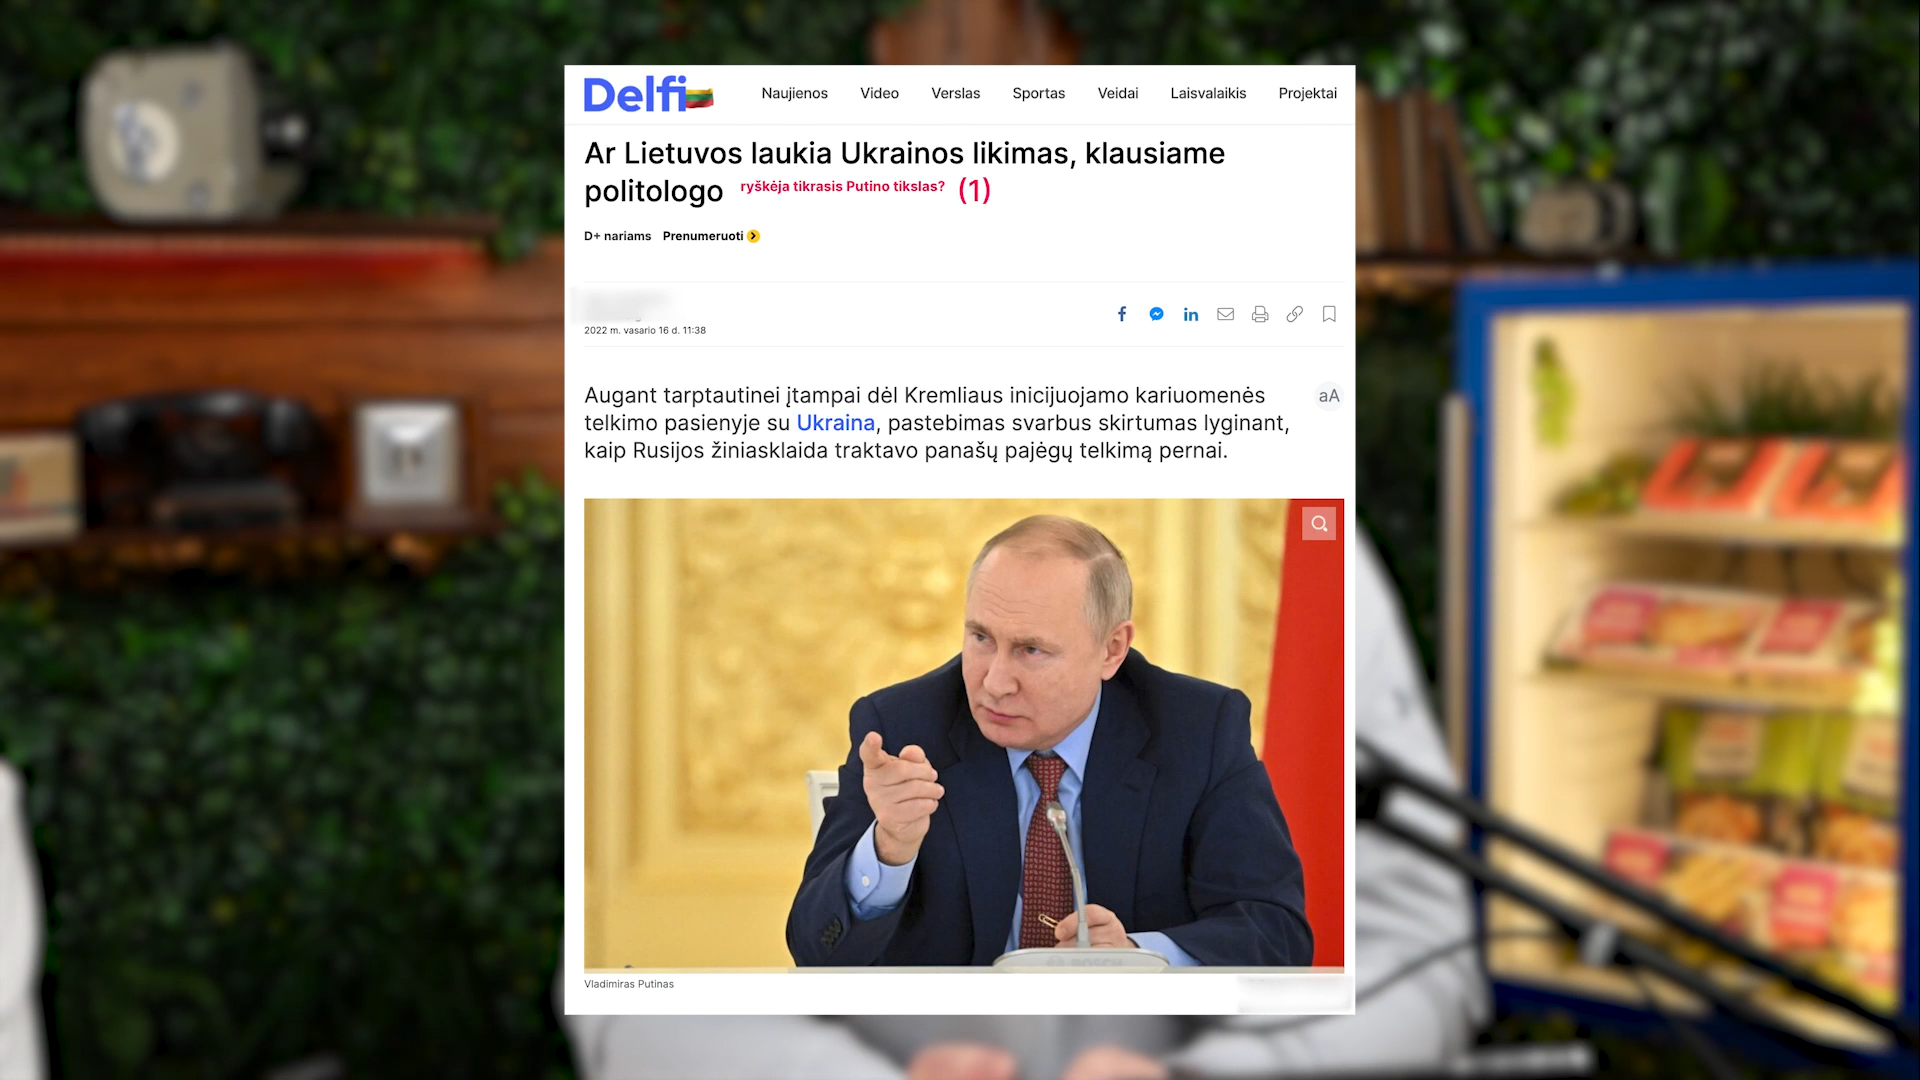 Delfi
Naujienos Video Verslas Sportas Veidai Laisvalaikis Projektai
Ar Lietuvos laukia Ukrainos likimas, klausiame
politologo ryškėja tikrasis Putino tikslas? (1)
D+ nariams Prenumeruoti
2022 m. vasario 16 d. 11:38
Augant tarptautinei įtampai dėl Kremliaus inicijuojamo kariuomenės
telkimo pasienyje su Ukraina, pastebimas svarbus skirtumas lyginant,
kaip Rusijos žiniasklaida traktavo panašų pajėgų telkimą pernai.
aA
BOSCH
Vladimiras Putinas